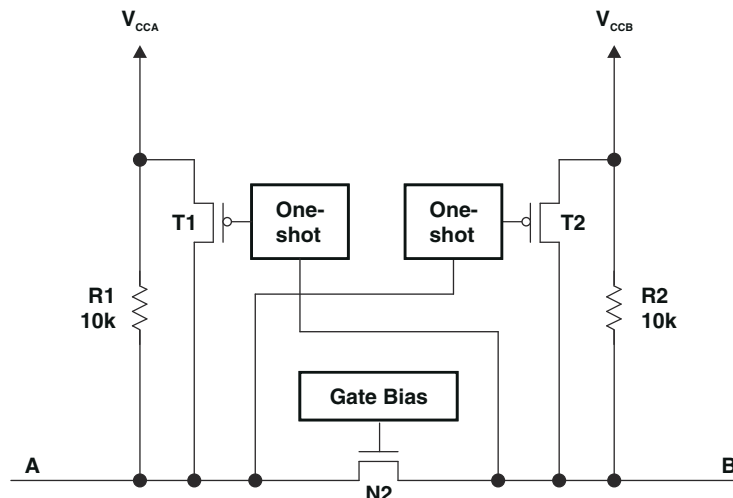 VCCA
VCCB
T1
One-
shot
One-
shot
T2
R1
10k
R2
10k
Gate Bias
A
B
N2